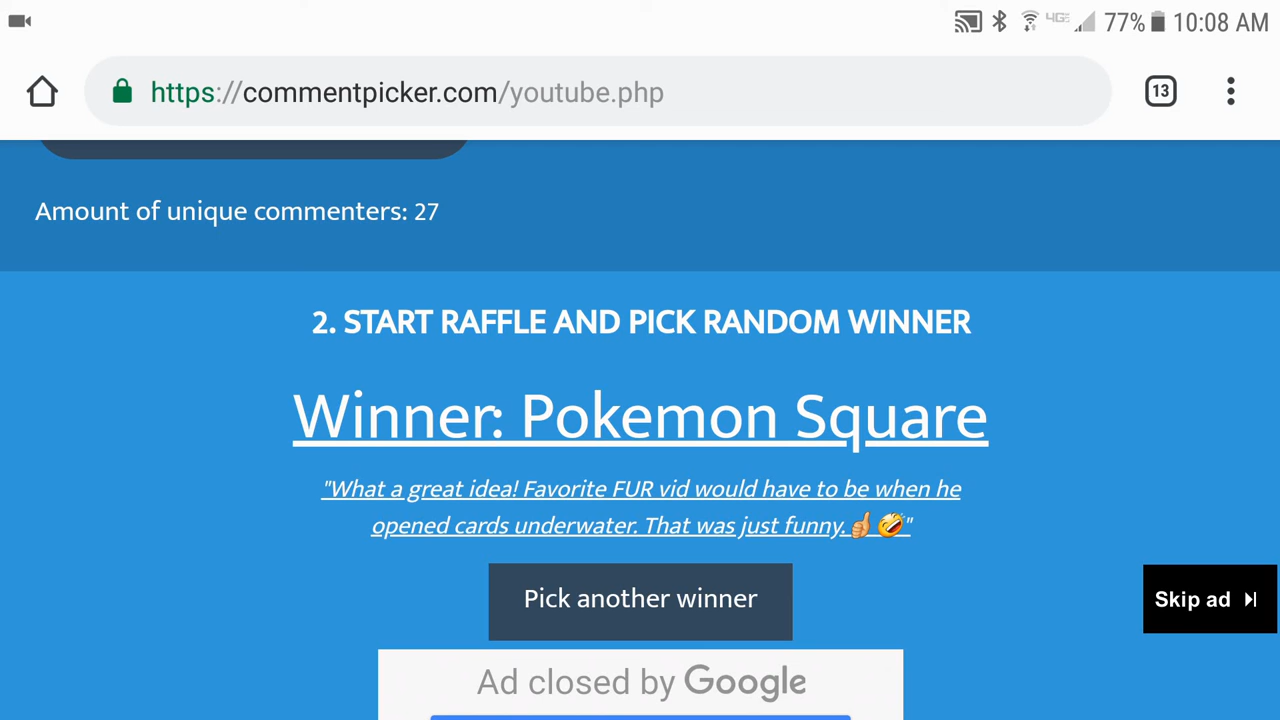 4GE 77% 10:08 AM
https://commentpicker.com/youtube.php 13
Amount of unique commenters: 27
2. START RAFFLE AND PICK RANDOM WINNER
Winner: Pokemon Square
"What a great idea! Favorite FUR vid would have to be when he
opened cards underwater. That was just funny.👍🤣"
Pick another winner
Skip ad
Ad closed by Google